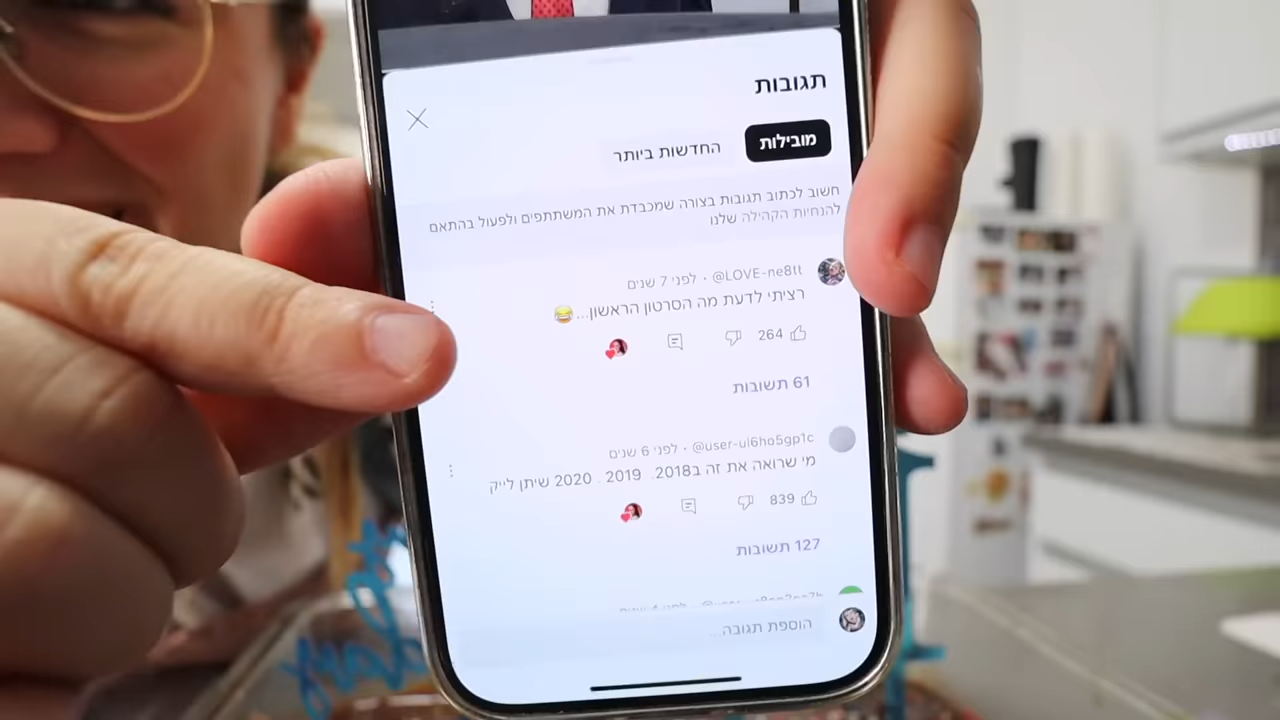 תגובות
מובילות
החדשות ביותר
חשוב לכתוב תגובות בצורה שמכבדת את המשתתפים ולפעול בהתאם
להנחיות הקהילה שלנו
@LOVE-ne8tt · לפני 7 שנים
רציתי לדעת מה הסרטון הראשון...😂
264
61 תשובות
@user-ul6ho5gp1c · לפני 6 שנים
מי שרואה את זה ב2018. 2019 . 2020 שיתן לייק
839
127 תשובות
הוספת תגובה...